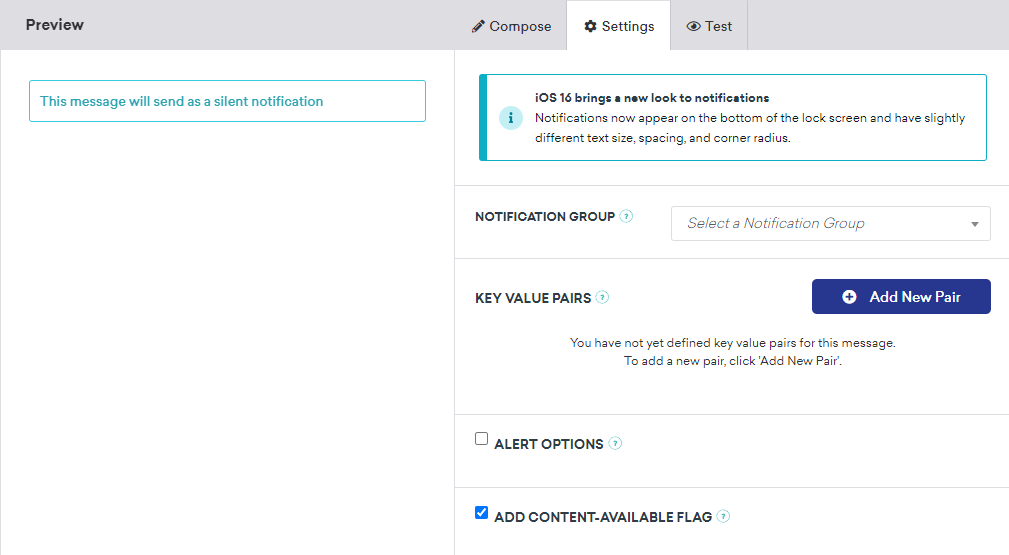 Preview
Compose
Settings
Test
This message will send as a silent notification
iOS 16 brings a new look to notifications
Notifications now appear on the bottom of the lock screen and have slightly
different text size, spacing, and corner radius.
NOTIFICATION GROUP ?
Select a Notification Group
KEY VALUE PAIRS ?
Add New Pair
You have not yet defined key value pairs for this message.
To add a new pair, click 'Add New Pair'.
ALERT OPTIONS ?
ADD CONTENT-AVAILABLE FLAG ?